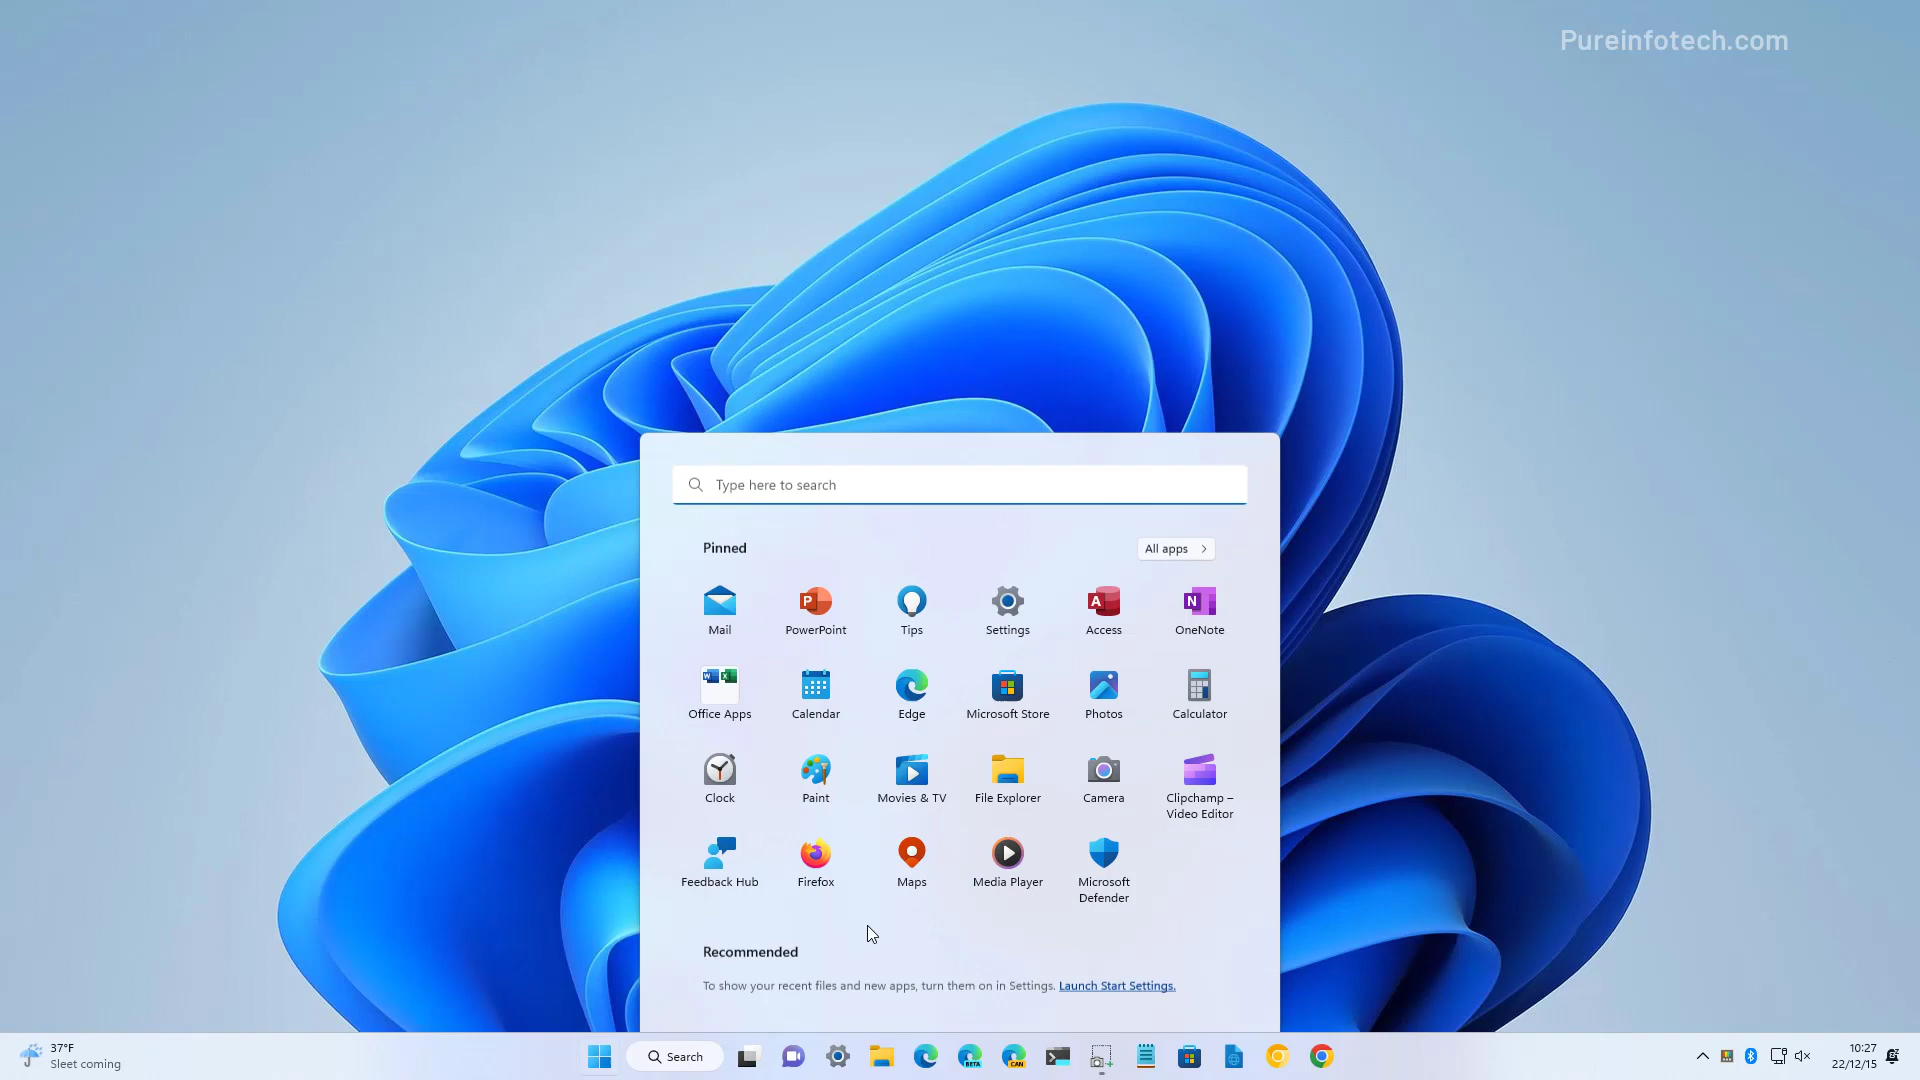 Pureinfotech.com
Type here to search
Pinned
All apps
Mail
PowerPoint
Tips
Settings
Access
OneNote
Office Apps
Calendar
Edge
Microsoft Store
Photos
Calculator
Clock
Paint
Movies & TV
File Explorer
Camera
Clipchamp –
Video Editor
Feedback Hub
Firefox
Maps
Media Player
Microsoft
Defender
Recommended
To show your recent files and new apps, turn them on in Settings. Launch Start Settings.
37°F
Sleet coming
Search
BETA
CAN
10:27
22/12/15